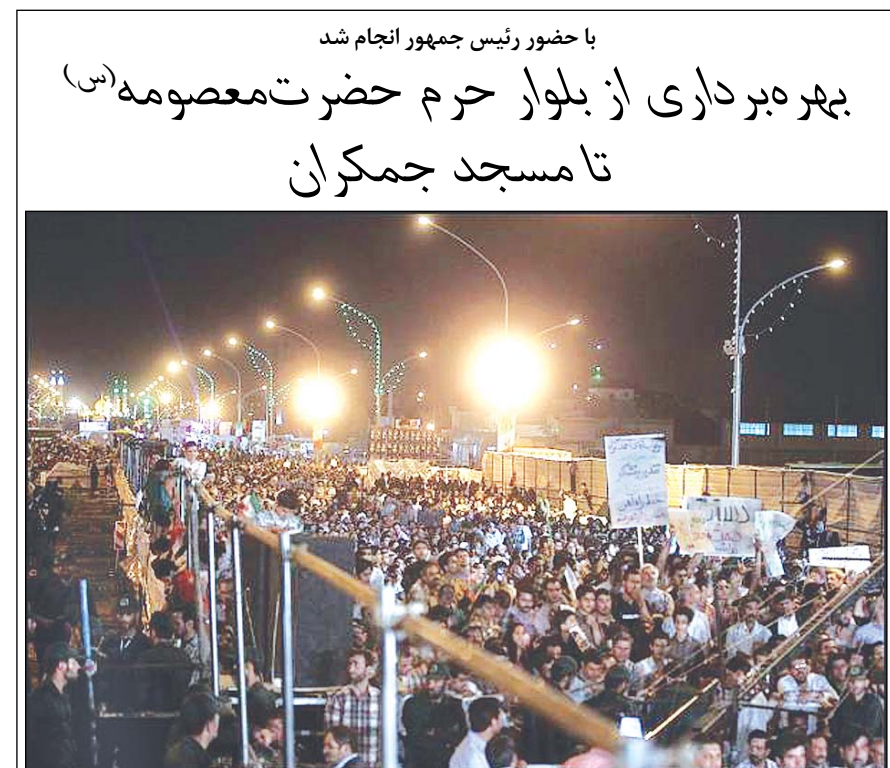 با حضور رئیس جمهور انجام شد
بهره‌برداری از بلوار حرم حضرت‌معصومه(س)
تا مسجد جمکران